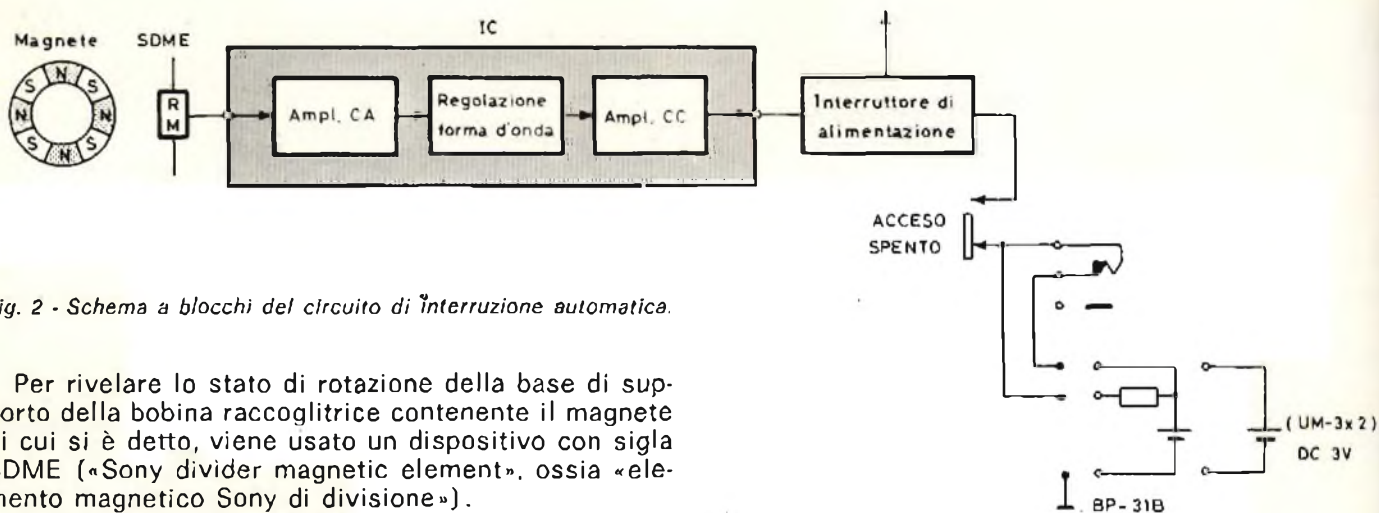 IC
Magnete
SDME
S
N
S
N
N
S
S
N
R
M
Ampl. CA
Regolazione
forma d'onda
Ampl. CC
Interruttore di
alimentazione
ACCESO
SPENTO
ig. 2 - Schema a blocchi del circuito di interruzione automatica.
Per rivelare lo stato di rotazione della base di sup-
orto della bobina raccoglitrice contenente il magnete
i cui si è detto, viene usato un dispositivo con sigla
DME («Sony divider magnetic element», ossia «ele-
ento magnetico Sony di divisione»).
(UM-3x2)
DC 3V
BP-31B